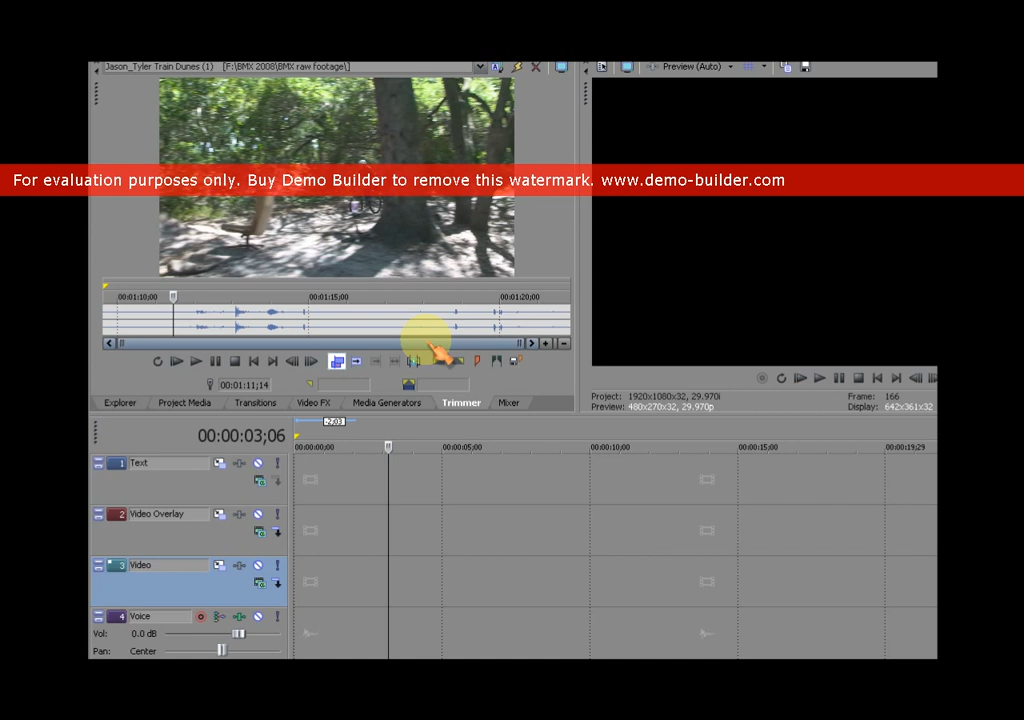 Jason_Tyler Train Dunes (1) [F:\BMX 2008\BMX raw footage\]
Preview (Auto)
For evaluation purposes only. Buy Demo Builder to remove this watermark. www.demo-builder.com
00:01:10;00 00:01:15;00 00:01:20;00
00:01:11;14
Explorer Project Media Transitions Video FX Media Generators Trimmer Mixer
Project: 1920x1080x32, 29.970i Frame: 166
Preview: 480x270x32, 29.970p Display: 642x361x32
-2:03
00:00:03;06
00:00:00;00 00:00:05;00 00:00:10;00 00:00:15;00 00:00:19;29
1 Text
2 Video Overlay
3 Video
4 Voice
Vol: 0.0 dB
Pan: Center